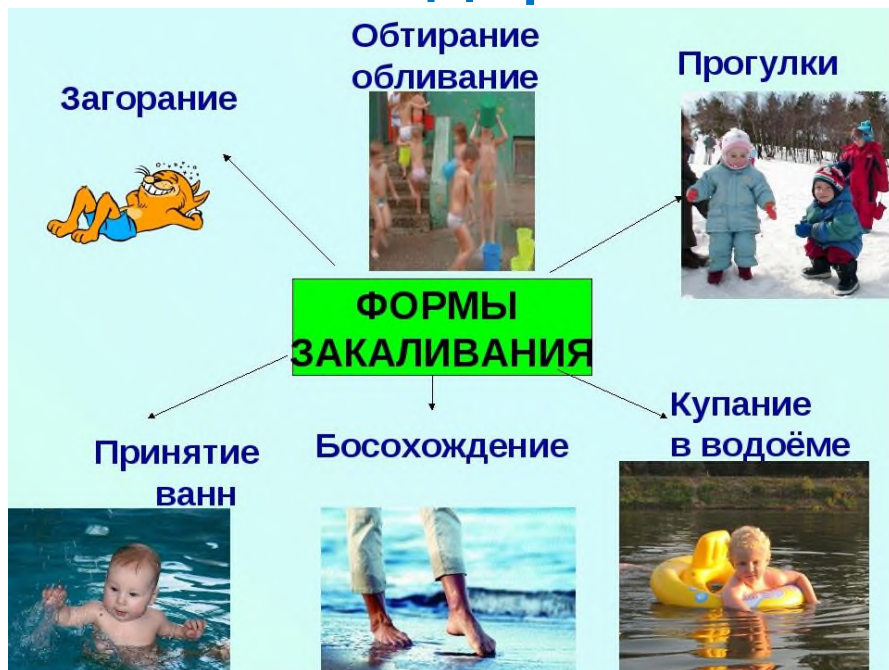 Обтирание
обливание
Прогулки
Загорание
ФОРМЫ
ЗАКАЛИВАНИЯ
Купание
в водоёме
Принятие
ванн
Босохождение